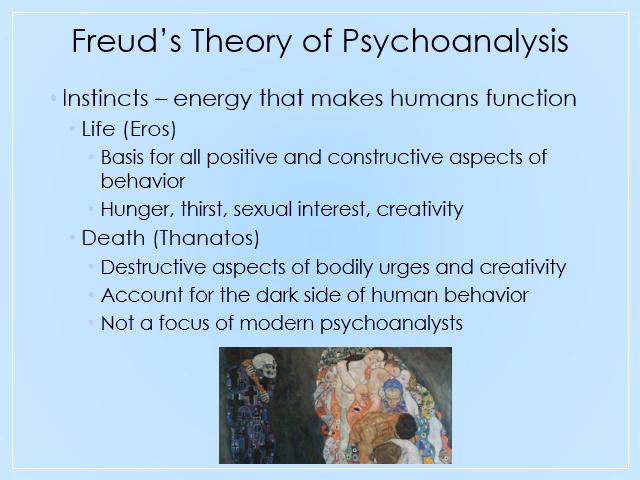 Freud’s Theory of Psychoanalysis
• Instincts – energy that makes humans function
• Life (Eros)
• Basis for all positive and constructive aspects of
behavior
• Hunger, thirst, sexual interest, creativity
• Death (Thanatos)
• Destructive aspects of bodily urges and creativity
• Account for the dark side of human behavior
• Not a focus of modern psychoanalysts